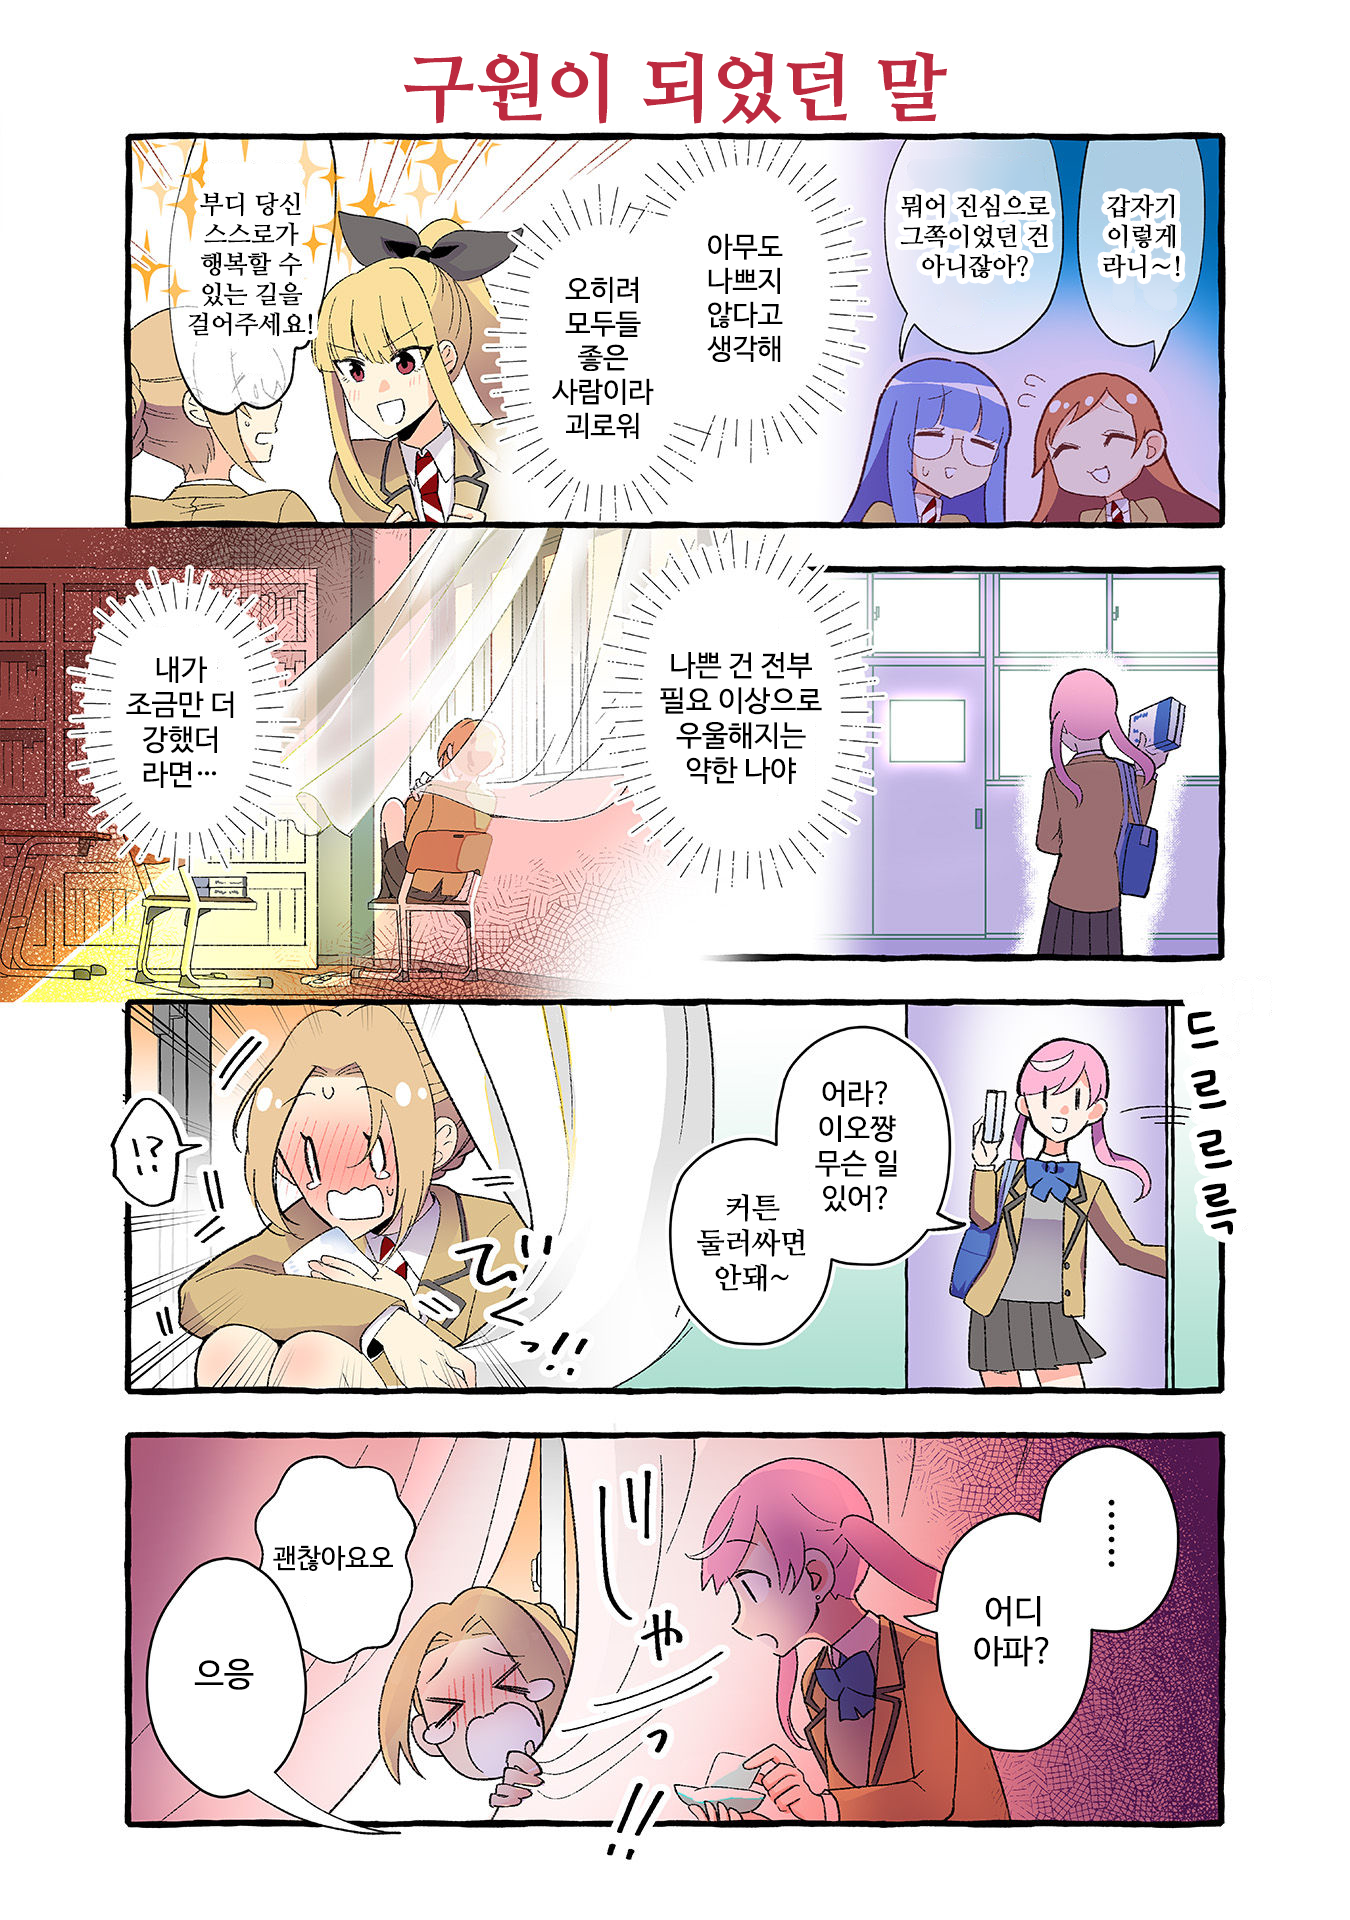 구원이 되었던 말
갑자기
이렇게
라니~!
뭐어 진심으로
그쪽이었던 건
아니잖아?
아무도
나쁘지
않다고
생각해
오히려
모두들
좋은
사람이라
괴로워
부디 당신
스스로가
행복할 수
있는 길을
걸어주세요!
나쁜 건 전부
필요 이상으로
우울해지는
약한 나야
내가
조금만 더
강했더
라면…
드르르륵
어라?
이오쨩
무슨 일
있어?
커튼
둘러싸면
안돼~
びくっ!!
!?
……
어디
아파?
リじゃっ!!
괜찮아요오
으응